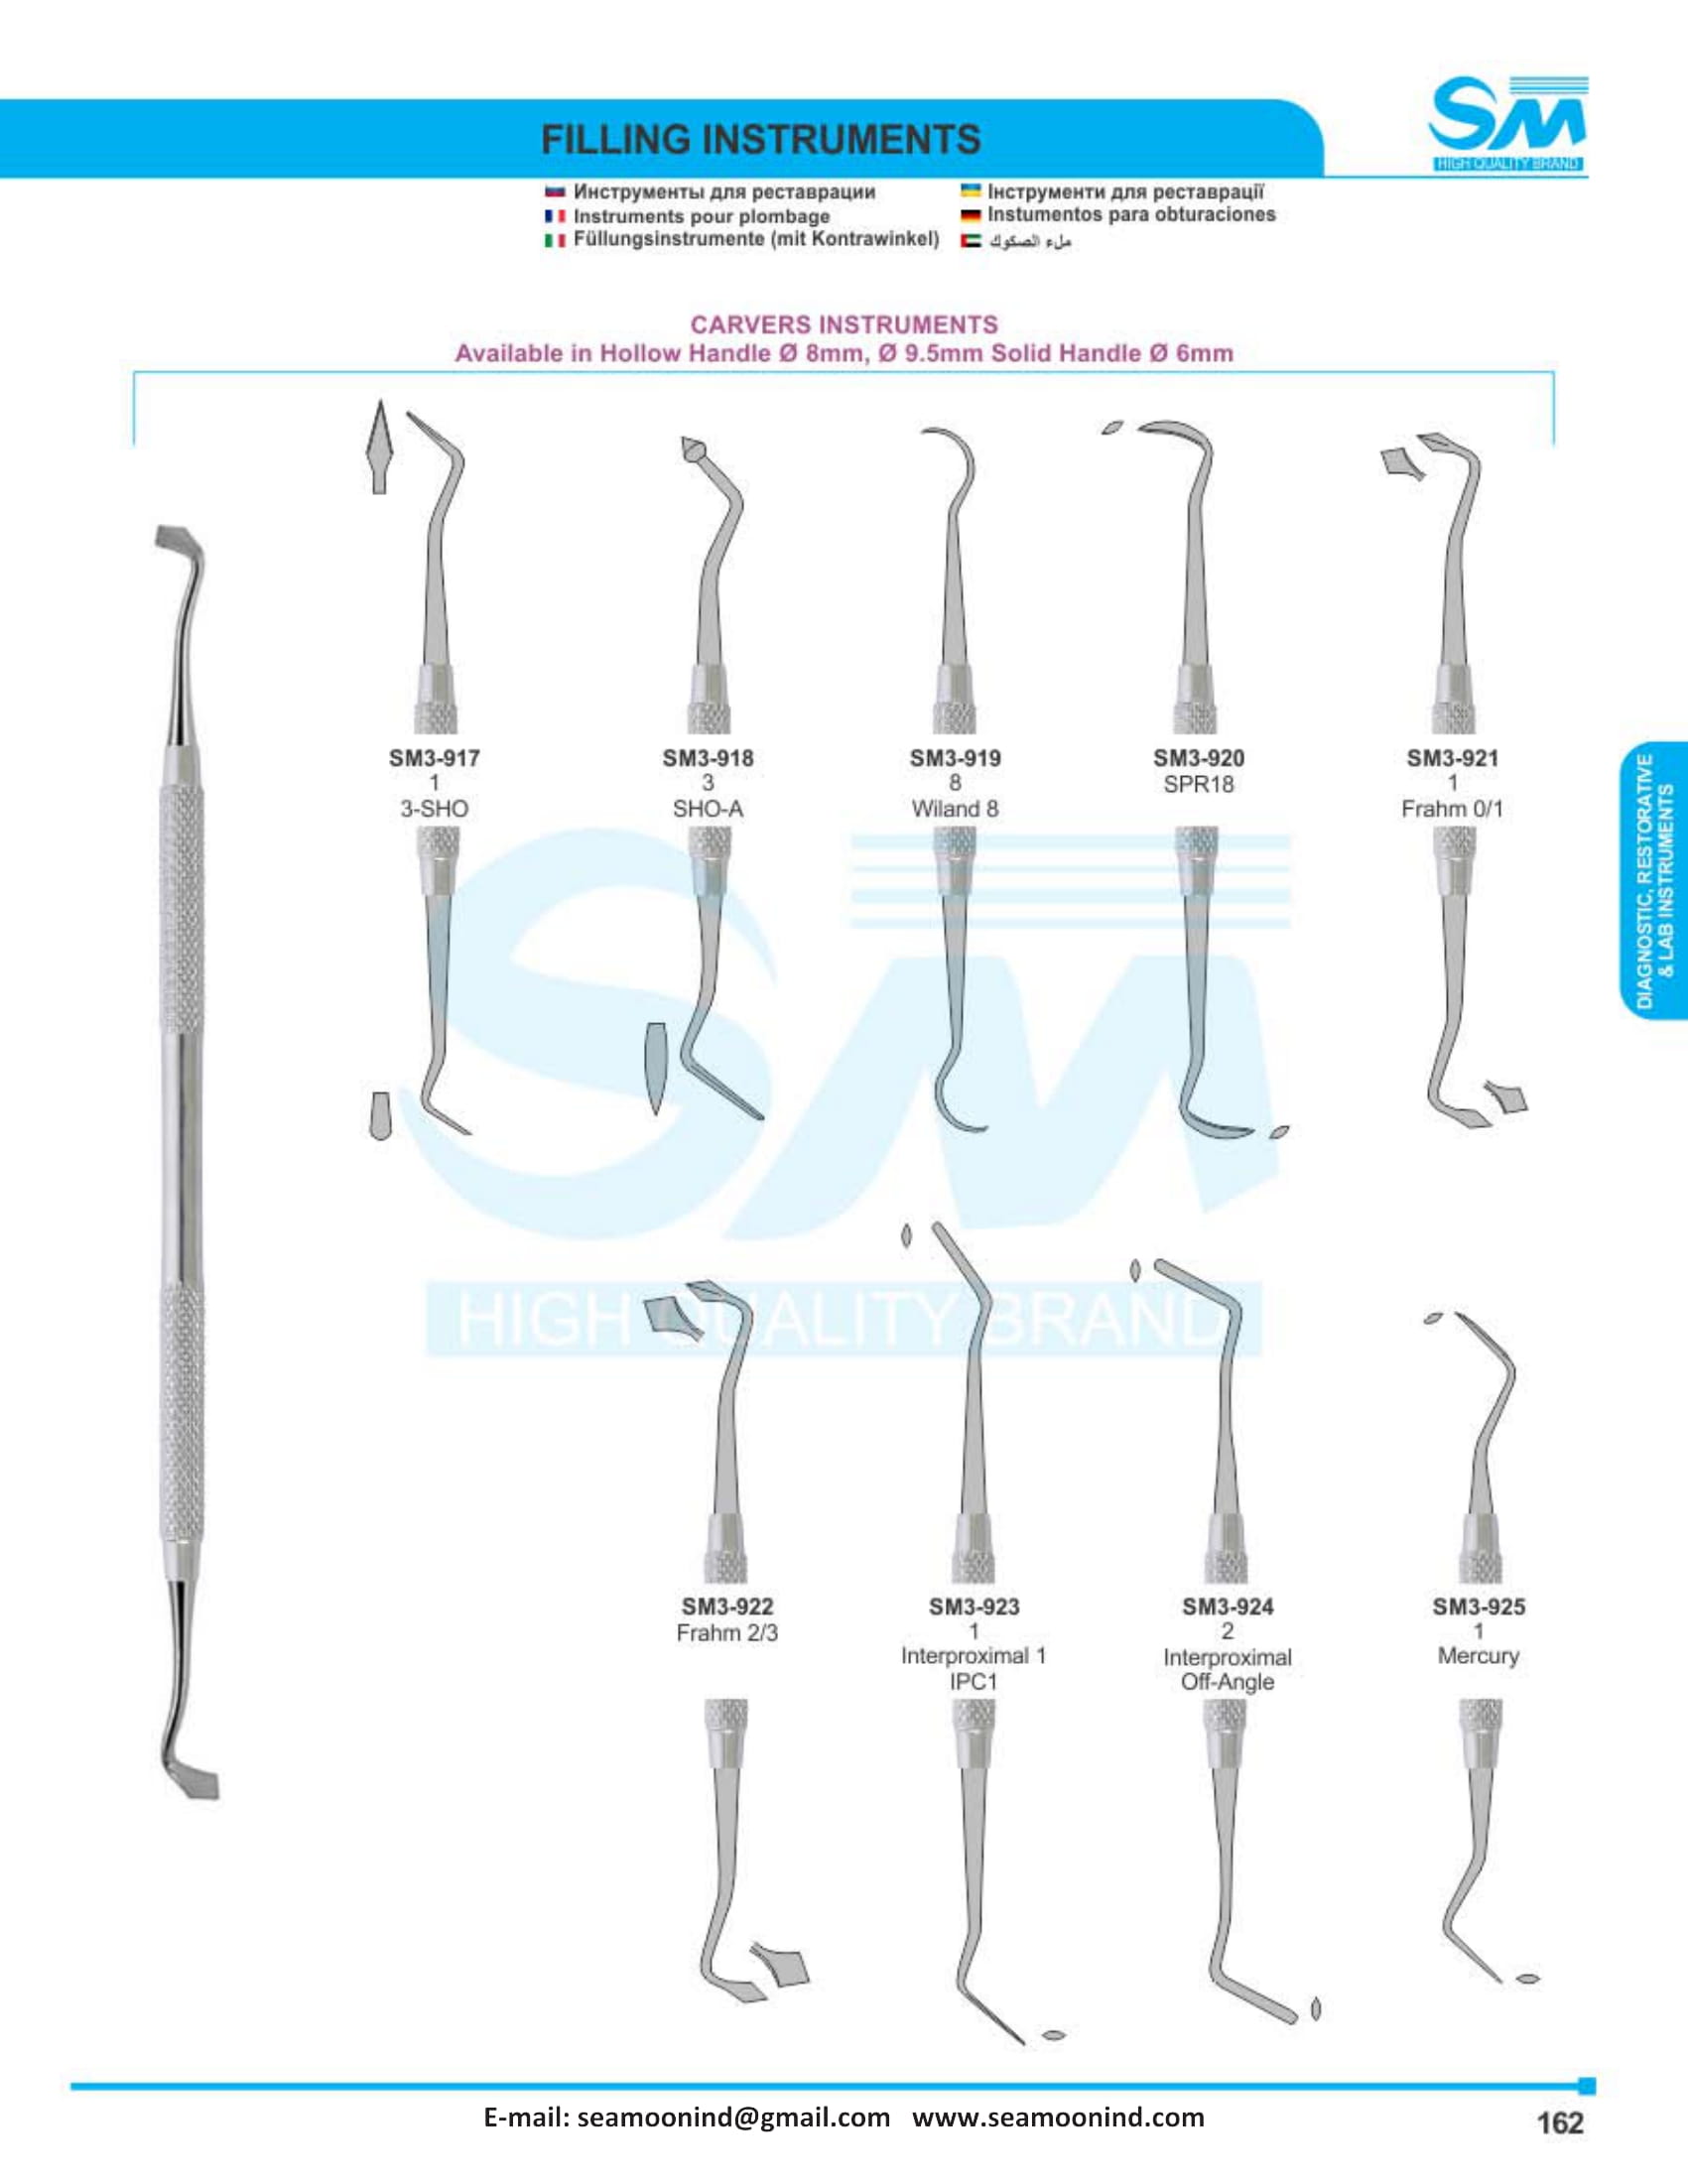 SM
HIGH QUALITY BRAND
FILLING INSTRUMENTS
Инструменты для реставрации
Instruments pour plombage
Füllungsinstrumente (mit Kontrawinkel)
Інструменти для реставрації
Instumentos para obturaciones
ملء الصكوك
CARVERS INSTRUMENTS
Available in Hollow Handle Ø 8mm, Ø 9.5mm Solid Handle Ø 6mm
SM3-917
1
3-SHO
SM3-918
3
SHO-A
SM3-919
8
Wiland 8
SM3-920
SPR18
SM3-921
1
Frahm 0/1
DIAGNOSTIC, RESTORATIVE
& LAB INSTRUMENTS
SM
HIGH QUALITY BRAND
SM3-922
Frahm 2/3
SM3-923
1
Interproximal 1
IPC1
SM3-924
2
Interproximal
Off-Angle
SM3-925
1
Mercury
E-mail: seamoonind@gmail.com www.seamoonind.com
162